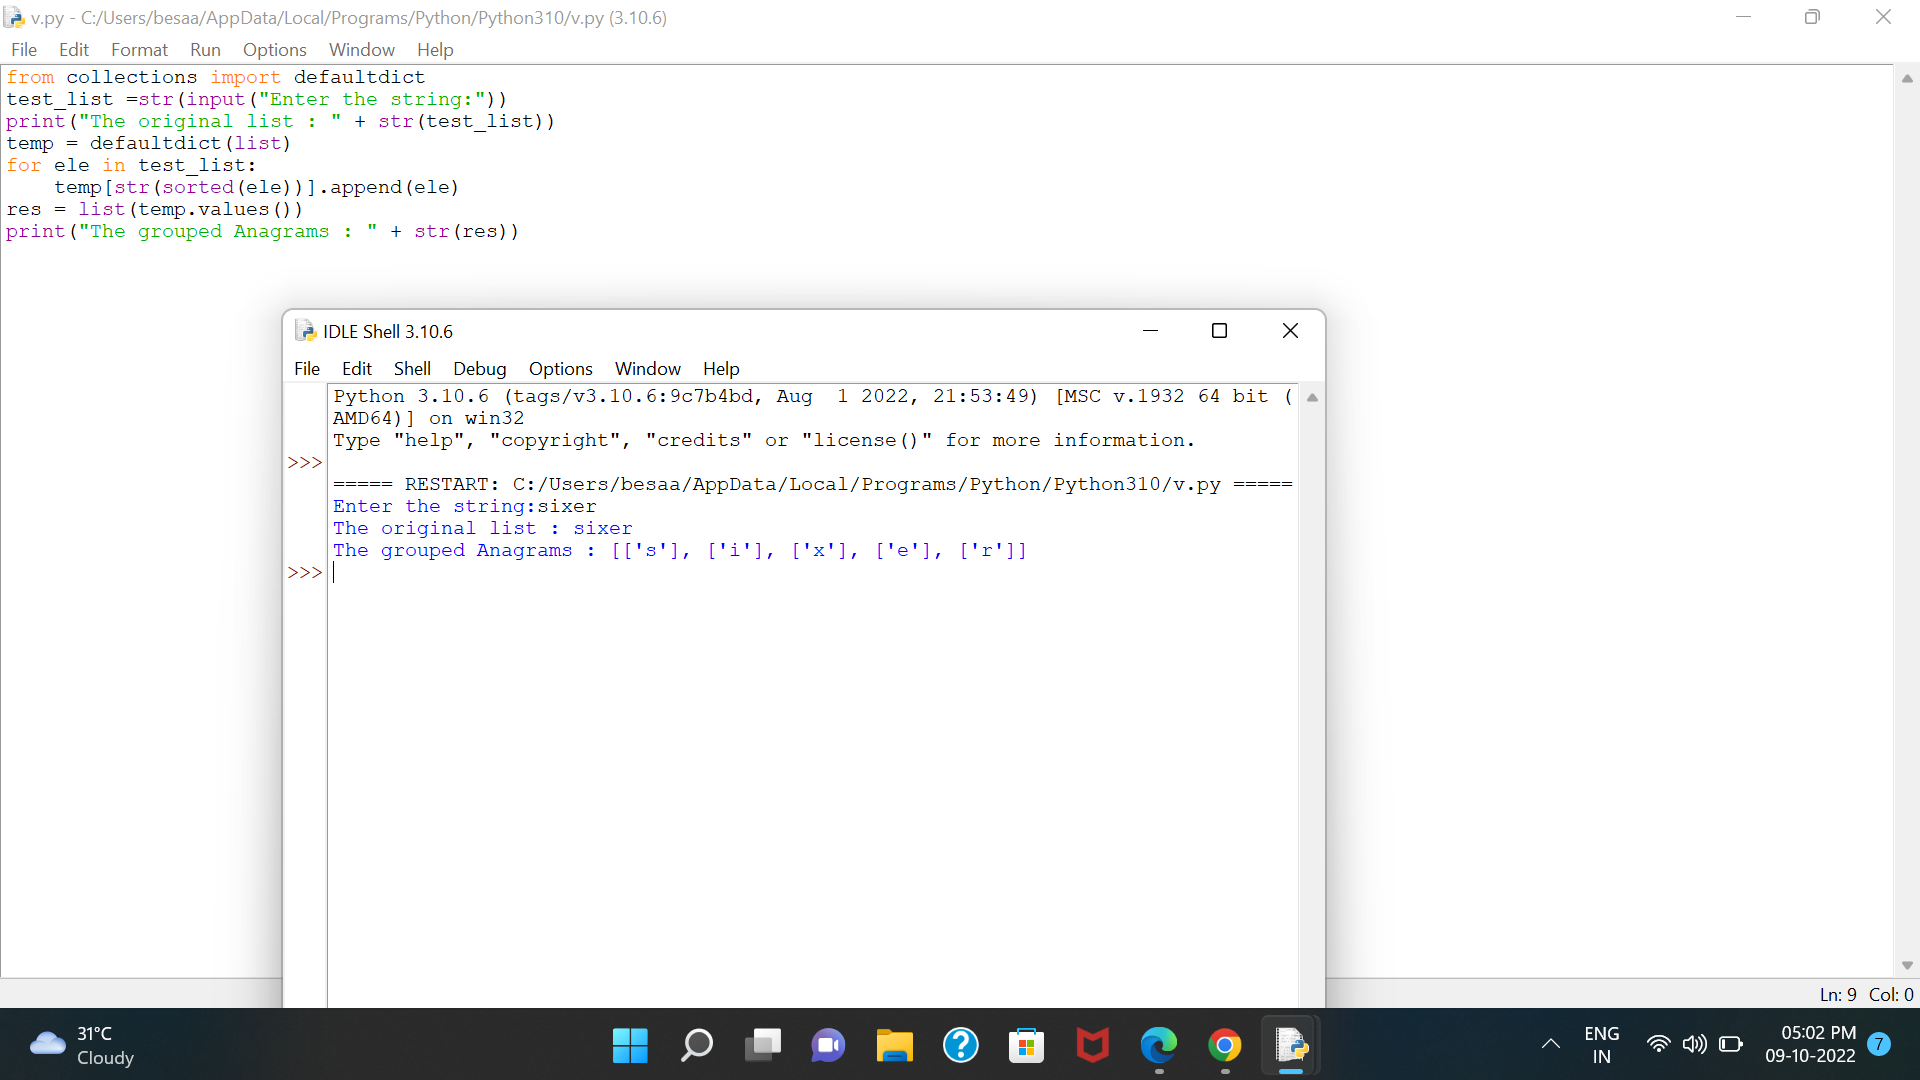 v.py - C:/Users/besaa/AppData/Local/Programs/Python/Python310/v.py (3.10.6)
File Edit Format Run Options Window Help
from collections import defaultdict
test_list =str(input("Enter the string:"))
print("The original list : " + str(test_list))
temp = defaultdict(list)
for ele in test_list:
    temp[str(sorted(ele))].append(ele)
res = list(temp.values())
print("The grouped Anagrams : " + str(res))
IDLE Shell 3.10.6
File Edit Shell Debug Options Window Help
Python 3.10.6 (tags/v3.10.6:9c7b4bd, Aug  1 2022, 21:53:49) [MSC v.1932 64 bit (
AMD64)] on win32
Type "help", "copyright", "credits" or "license()" for more information.
>>>
===== RESTART: C:/Users/besaa/AppData/Local/Programs/Python/Python310/v.py =====
Enter the string:sixer
The original list : sixer
The grouped Anagrams : [['s'], ['i'], ['x'], ['e'], ['r']]
>>>
Ln: 9 Col: 0
31°C
Cloudy
ENG
IN
05:02 PM
09-10-2022
7